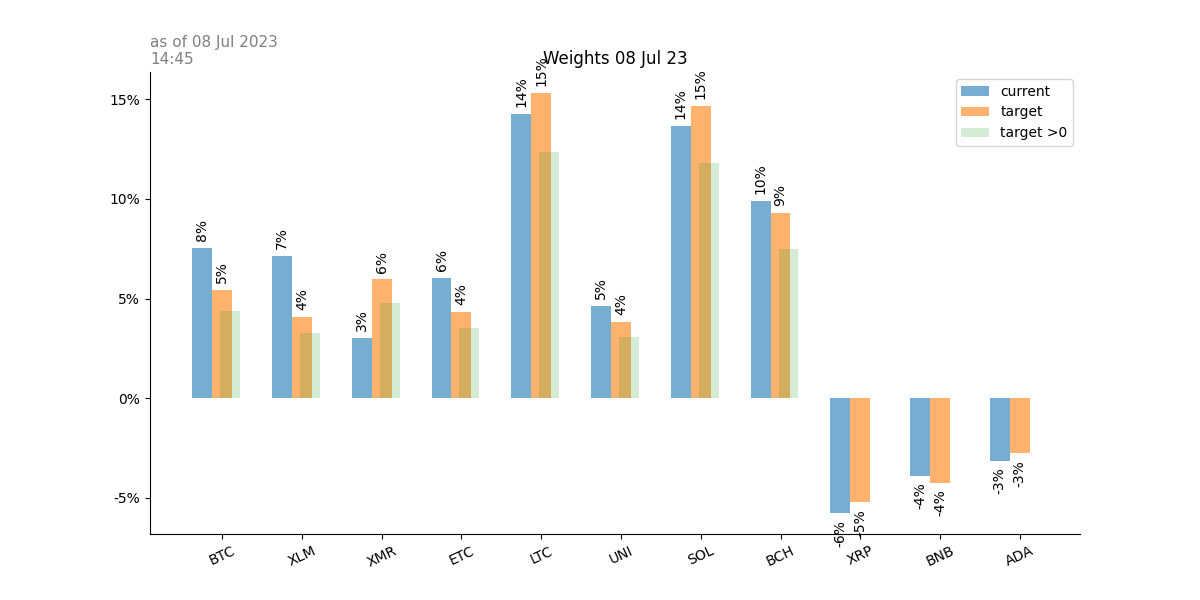 as of 08 Jul 2023
14:45
Weights 08 Jul 23
current
target
target >0
15%
10%
5%
0%
-5%
8%
5%
7%
4%
3%
6%
6%
4%
14%
15%
5%
4%
14%
15%
10%
9%
-6%
-5%
-4%
-4%
-3%
-3%
BTC
XLM
XMR
ETC
LTC
UNI
SOL
BCH
XRP
BNB
ADA